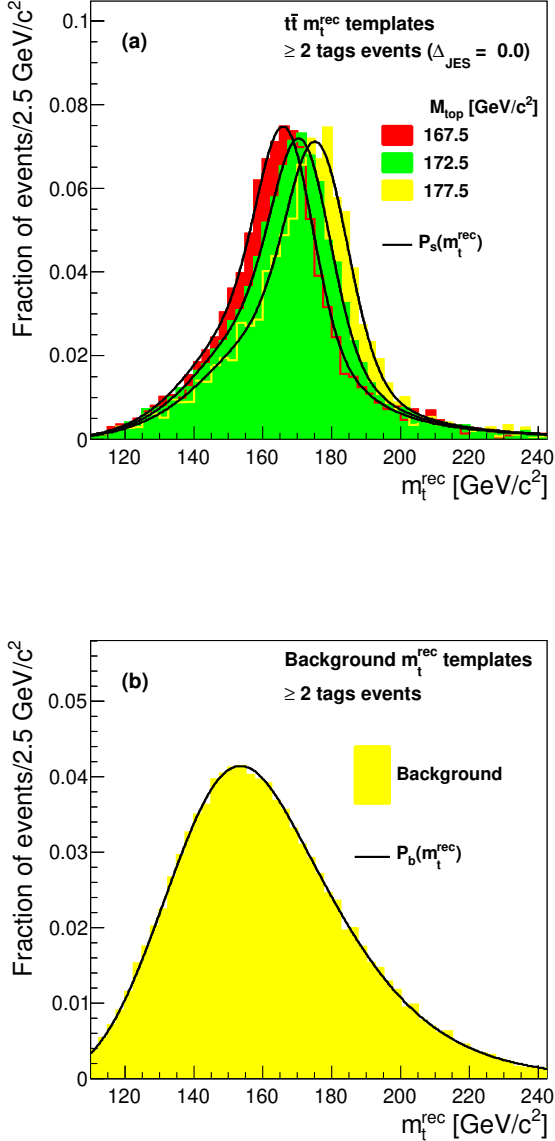 (a)
tt̄ m_t^rec templates
≥ 2 tags events (Δ_JES = 0.0)
M_top [GeV/c²]
167.5
172.5
177.5
P_s(m_t^rec)
Fraction of events/2.5 GeV/c²
0.1
0.08
0.06
0.04
0.02
0
120 140 160 180 200 220 240
m_t^rec [GeV/c²]
(b)
Background m_t^rec templates
≥ 2 tags events
Background
P_b(m_t^rec)
Fraction of events/2.5 GeV/c²
0.05
0.04
0.03
0.02
0.01
0
120 140 160 180 200 220 240
m_t^rec [GeV/c²]